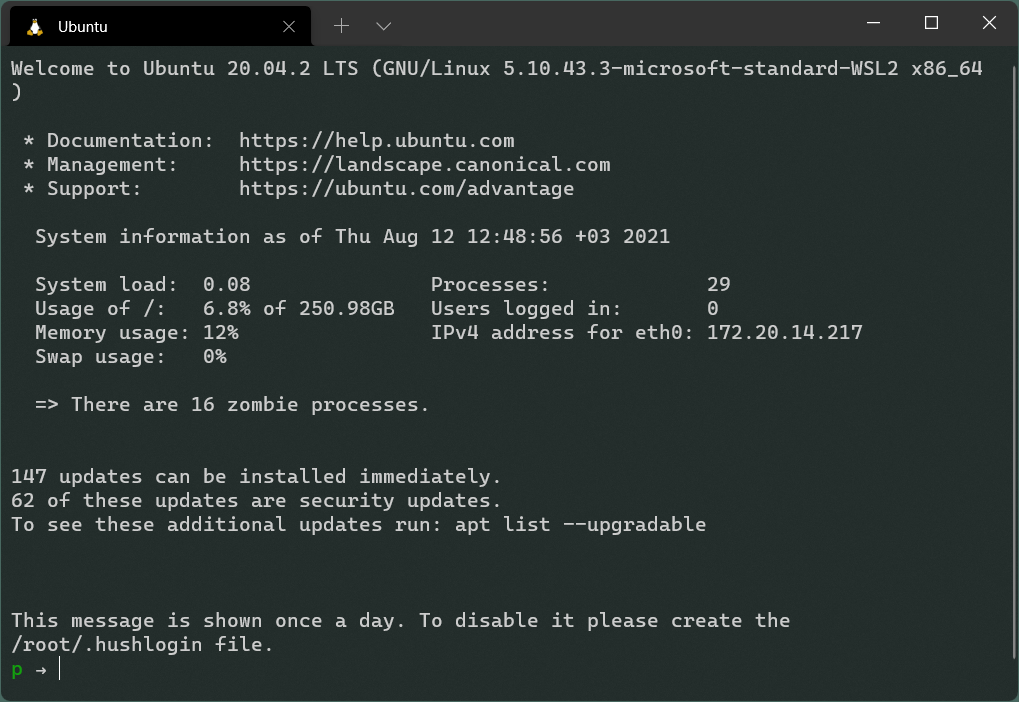 Ubuntu
Welcome to Ubuntu 20.04.2 LTS (GNU/Linux 5.10.43.3-microsoft-standard-WSL2 x86_64
)
* Documentation:  https://help.ubuntu.com
* Management:     https://landscape.canonical.com
* Support:        https://ubuntu.com/advantage
System information as of Thu Aug 12 12:48:56 +03 2021
System load:  0.08               Processes:             29
Usage of /:   6.8% of 250.98GB   Users logged in:       0
Memory usage: 12%                IPv4 address for eth0: 172.20.14.217
Swap usage:   0%
=> There are 16 zombie processes.
147 updates can be installed immediately.
62 of these updates are security updates.
To see these additional updates run: apt list --upgradable
This message is shown once a day. To disable it please create the
/root/.hushlogin file.
p →